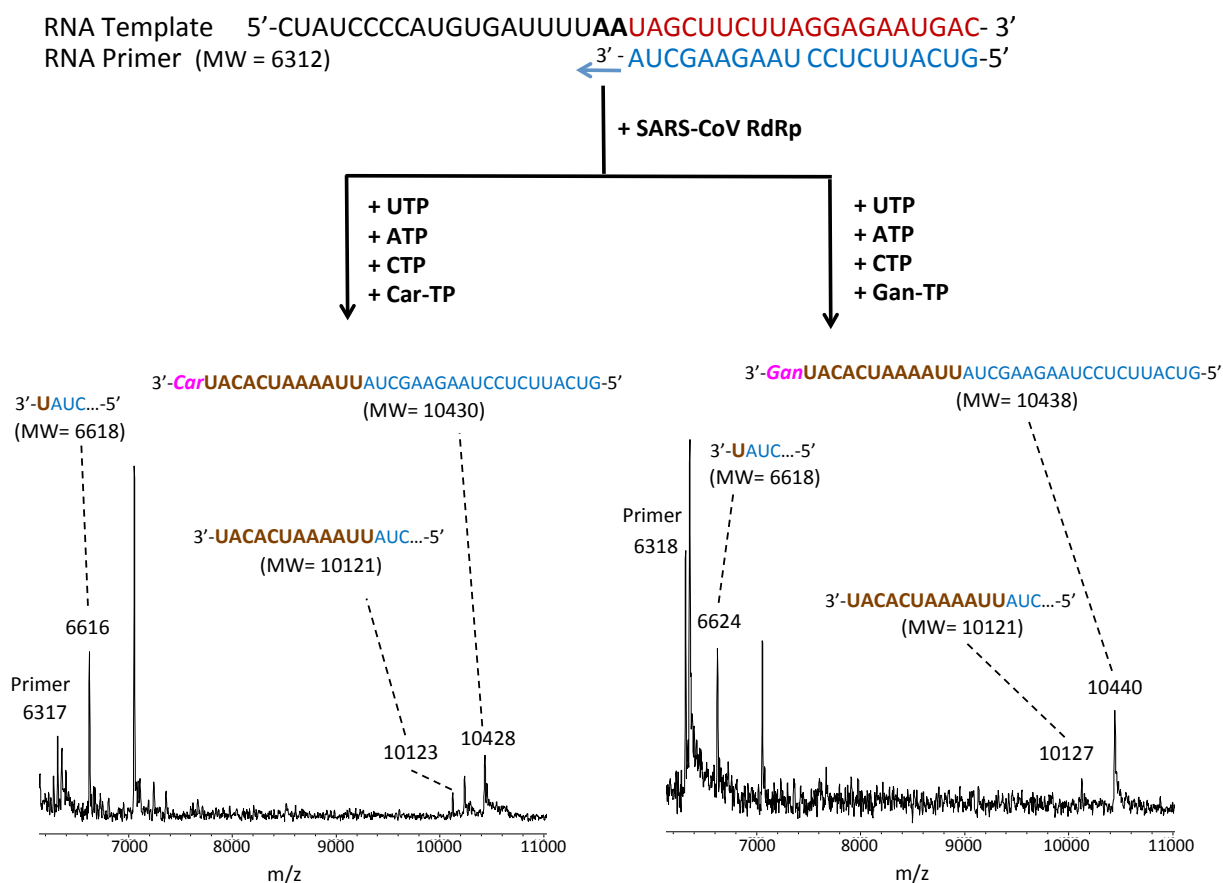 RNA Template 5’-CUAUCCCCAUGUGAUUUUAAUAGCUUCUUAGGAGAAUGAC- 3’
RNA Primer (MW = 6312) 3’ - AUCGAAGAAU CCUCUUACUG-5’
+ SARS-CoV RdRp
+ UTP
+ ATP
+ CTP
+ Car-TP
+ UTP
+ ATP
+ CTP
+ Gan-TP
3’-CarUACACUAAAAUUAUCGAAGAAUCCUCUUACUG-5’
(MW= 10430)
3’-UAUC...-5’
(MW= 6618)
3’-UACACUAAAAUUAUC...-5’
(MW= 10121)
6616
Primer
6317
10123
10428
7000 8000 9000 10000 11000
m/z
3’-GanUACACUAAAAUUAUCGAAGAAUCCUCUUACUG-5’
(MW= 10438)
3’-UAUC...-5’
(MW= 6618)
Primer
6318
3’-UACACUAAAAUUAUC...-5’
(MW= 10121)
6624
10440
10127
7000 8000 9000 10000 11000
m/z